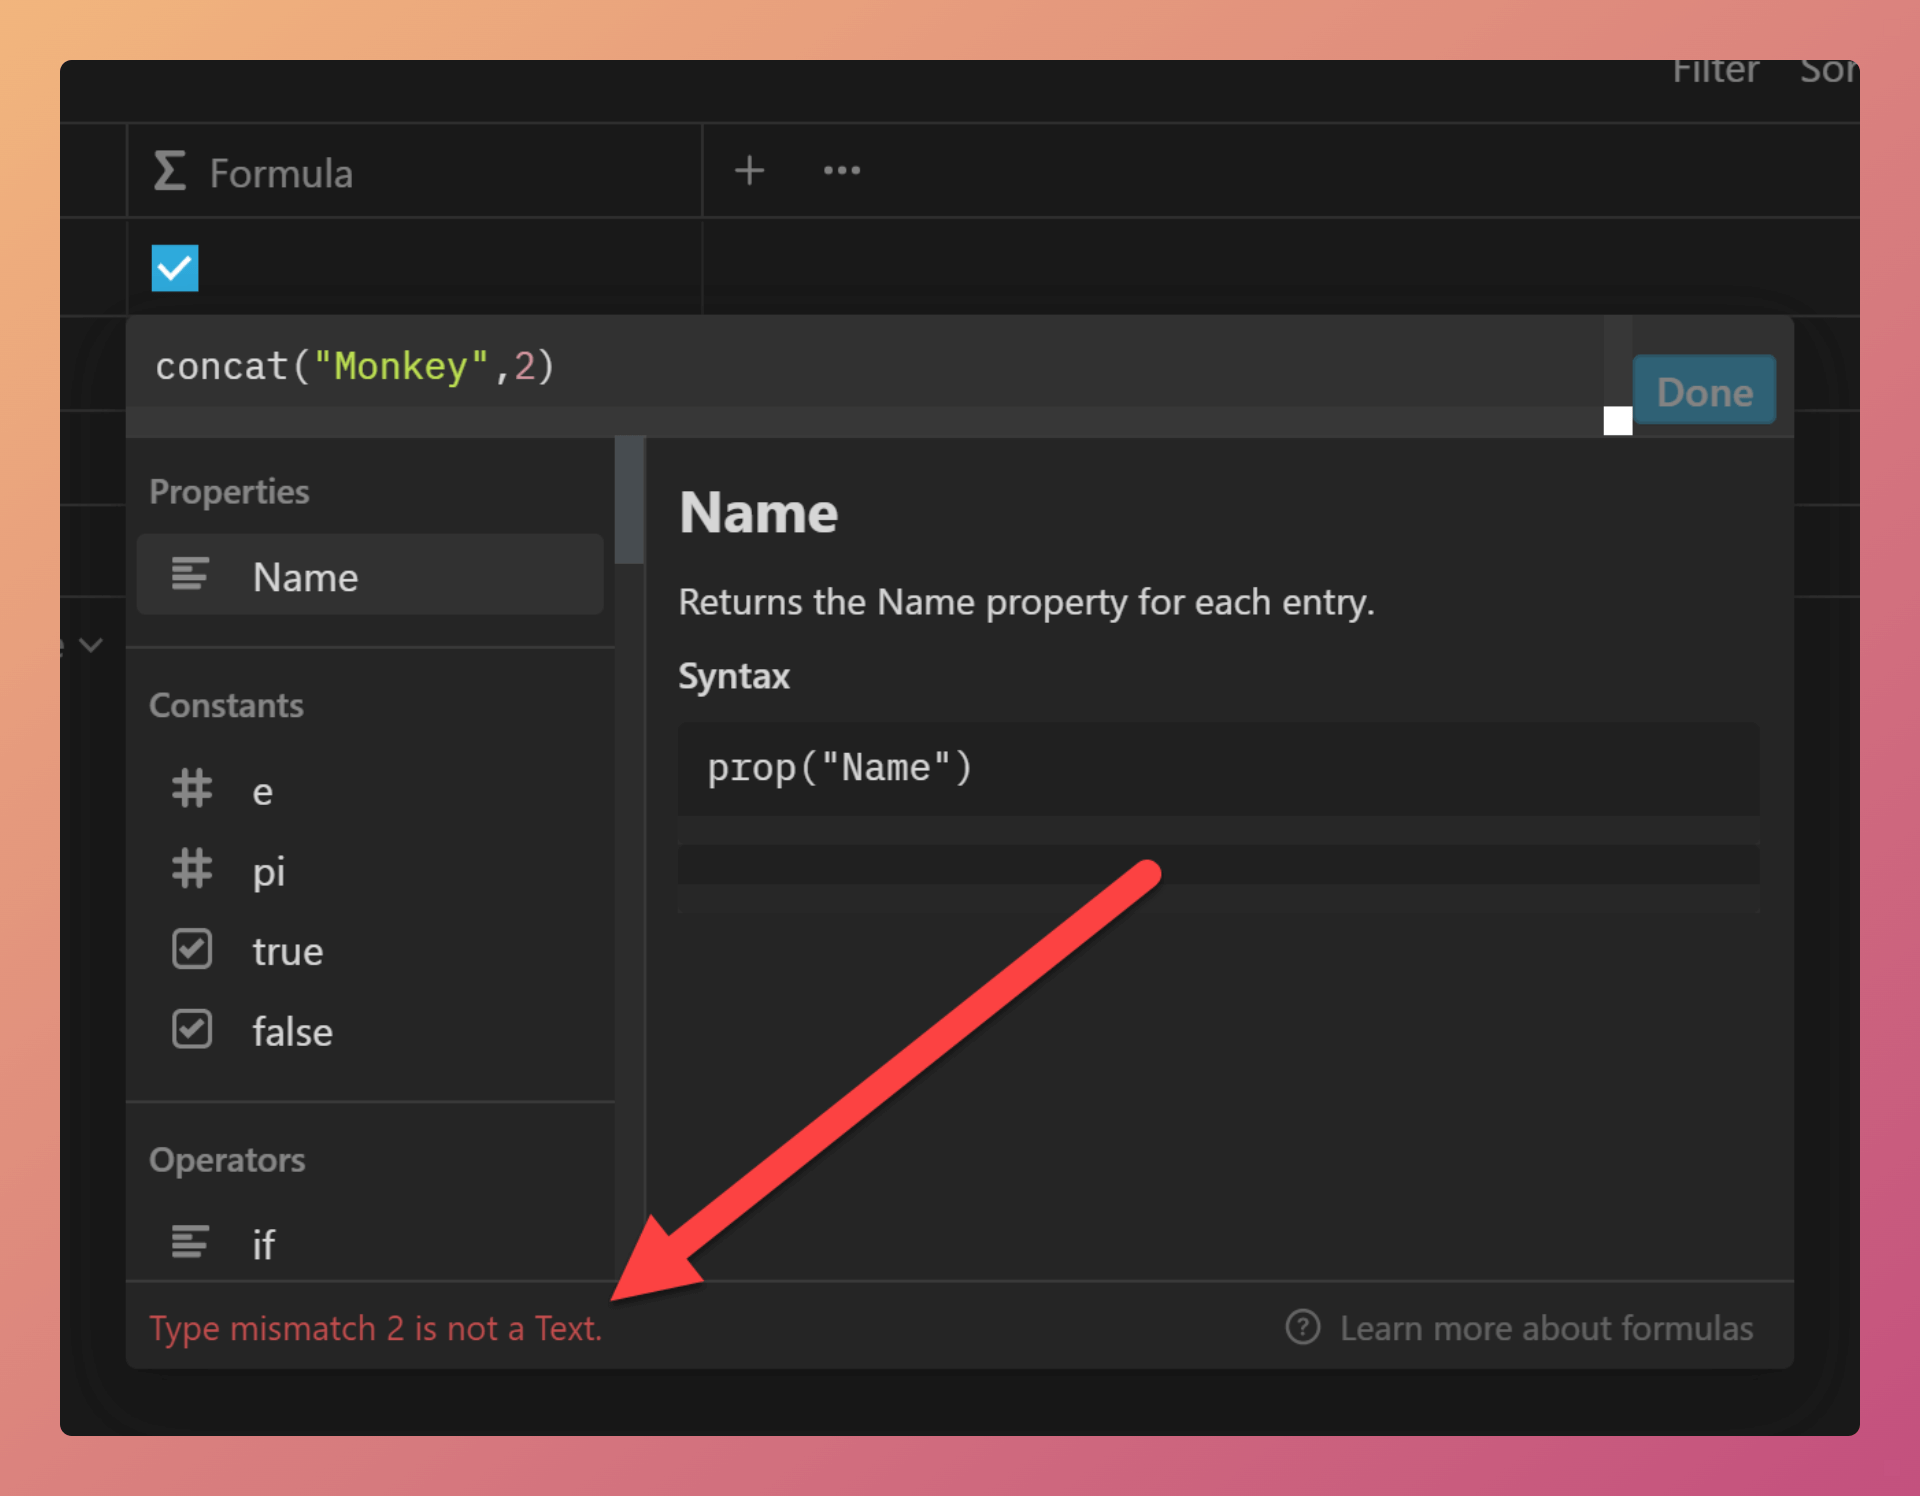 Filter Sor
Formula
concat("Monkey",2)
Done
Properties
Name
Constants
e
pi
true
false
Operators
if
Name
Returns the Name property for each entry.
Syntax
prop("Name")
Type mismatch 2 is not a Text.
Learn more about formulas